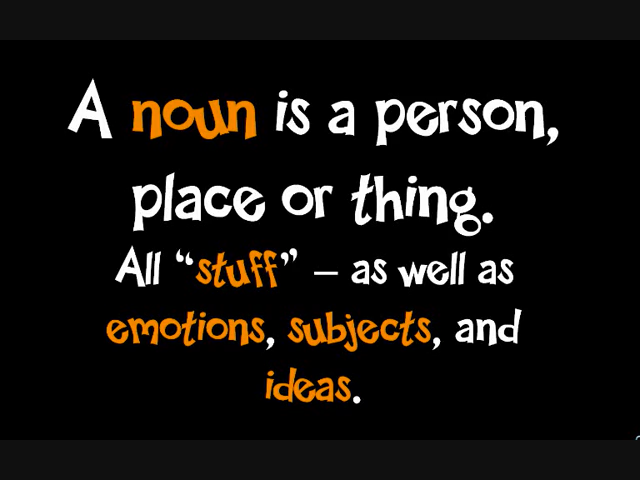 A noun is a person,
place or thing.
All “stuff” – as well as
emotions, subjects, and
ideas.